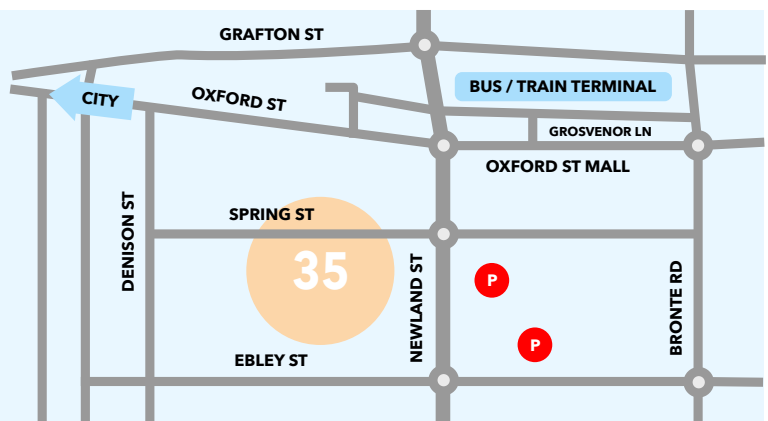 GRAFTON ST
BUS / TRAIN TERMINAL
CITY
OXFORD ST
GROSVENOR LN
OXFORD ST MALL
DENISON ST
SPRING ST
35
NEWLAND ST
P
BRONTE RD
P
EBLEY ST